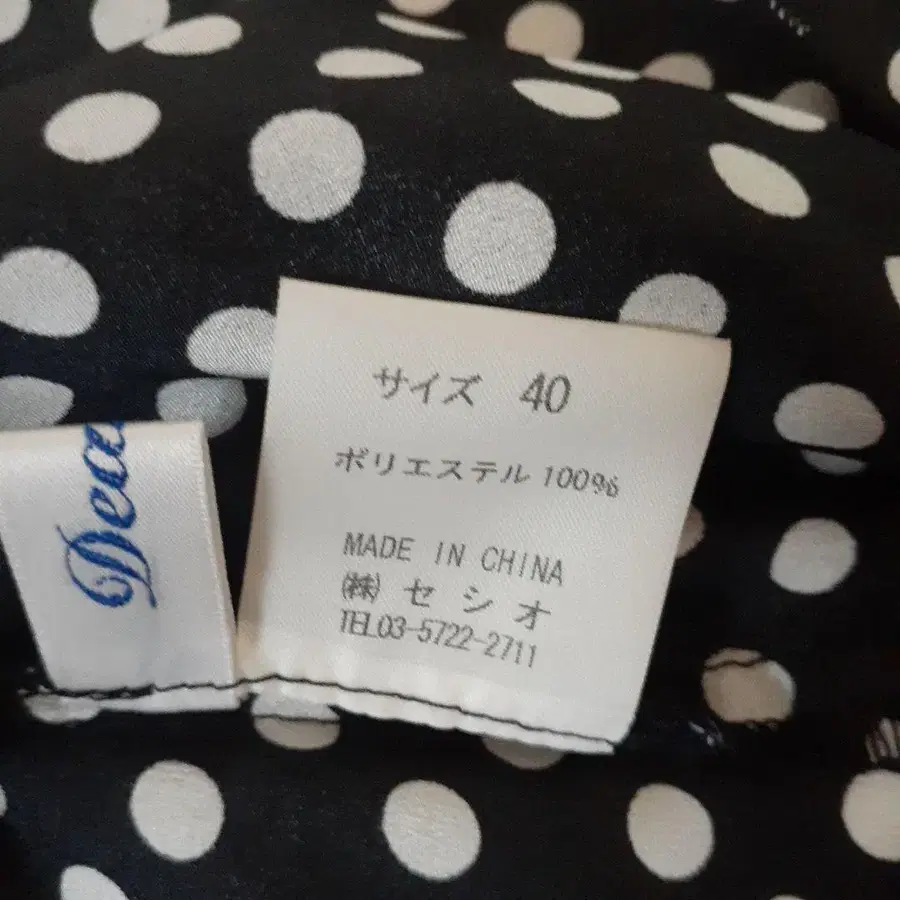 サイズ 40
ポリエステル 100%
MADE IN CHINA
㈱ セシオ
TEL03-5722-2711